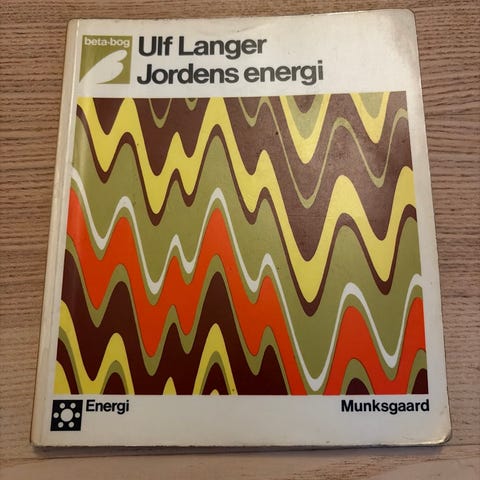 beta-bog
Ulf Langer
Jordens energi
Energi
Munksgaard